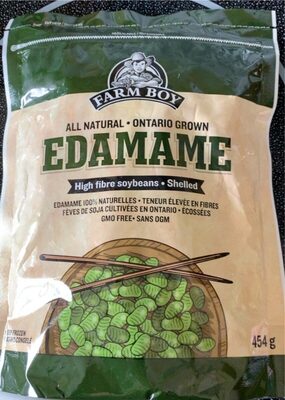 FARM BOY
ALL NATURAL • ONTARIO GROWN
EDAMAME
High fibre soybeans • Shelled
EDAMAME 100% NATURELLES • TENEUR ÉLEVÉE EN FIBRES
FÈVES DE SOJA CULTIVÉES EN ONTARIO • ÉCOSSÉES
GMO FREE • SANS OGM
FROZEN
454 g